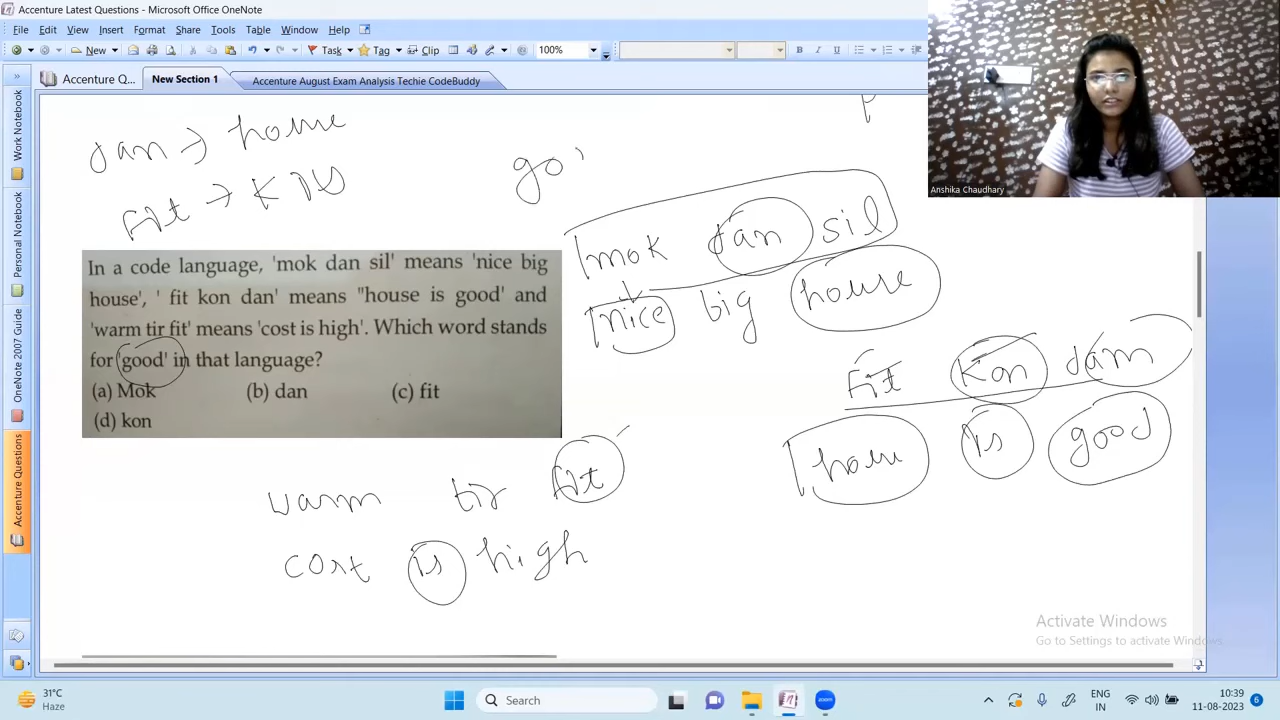 Accenture Latest Questions - Microsoft Office OneNote
File Edit View Insert Format Share Tools Table Window Help
New Task Tag Clip 100% B I U
Accenture Q... New Section 1 Accenture August Exam Analysis Techie CodeBuddy
Work Notebook
Personal Notebook
OneNote 2007 Guide
Accenture Questions
Anshika Chaudhary
dan → house
fit →
go
mok dan sil
nice big house
In a code language, 'mok dan sil' means 'nice big
house', ' fit kon dan' means "house is good' and
'warm tir fit' means 'cost is high'. Which word stands
for 'good' in that language?
(a) Mok (b) dan (c) fit
(d) kon
Fit Kon dam
house is good
warm tir fit
cost is high
Activate Windows
Go to Settings to activate Windows.
31°C
Haze
Search
ENG
IN
10:39
11-08-2023
6